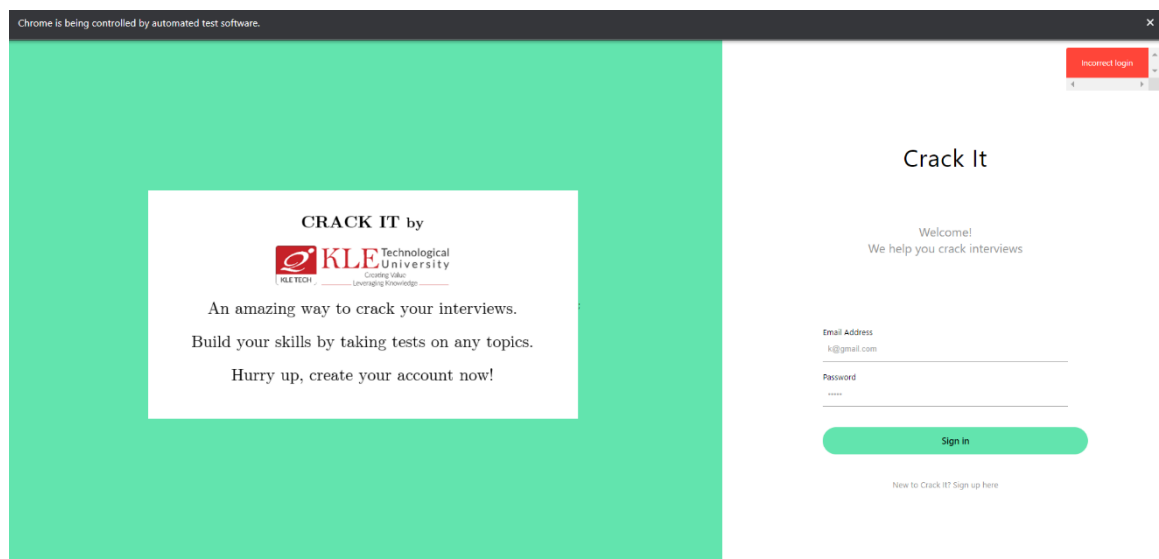 Chrome is being controlled by automated test software.
Incorrect login
Crack It
Welcome!
We help you crack interviews
Email Address
k@gmail.com
Password
•••••
Sign in
New to Crack It? Sign up here
CRACK IT by
KLE TECH
KLE Technological University
Creating Value
Leveraging Knowledge
An amazing way to crack your interviews.
Build your skills by taking tests on any topics.
Hurry up, create your account now!